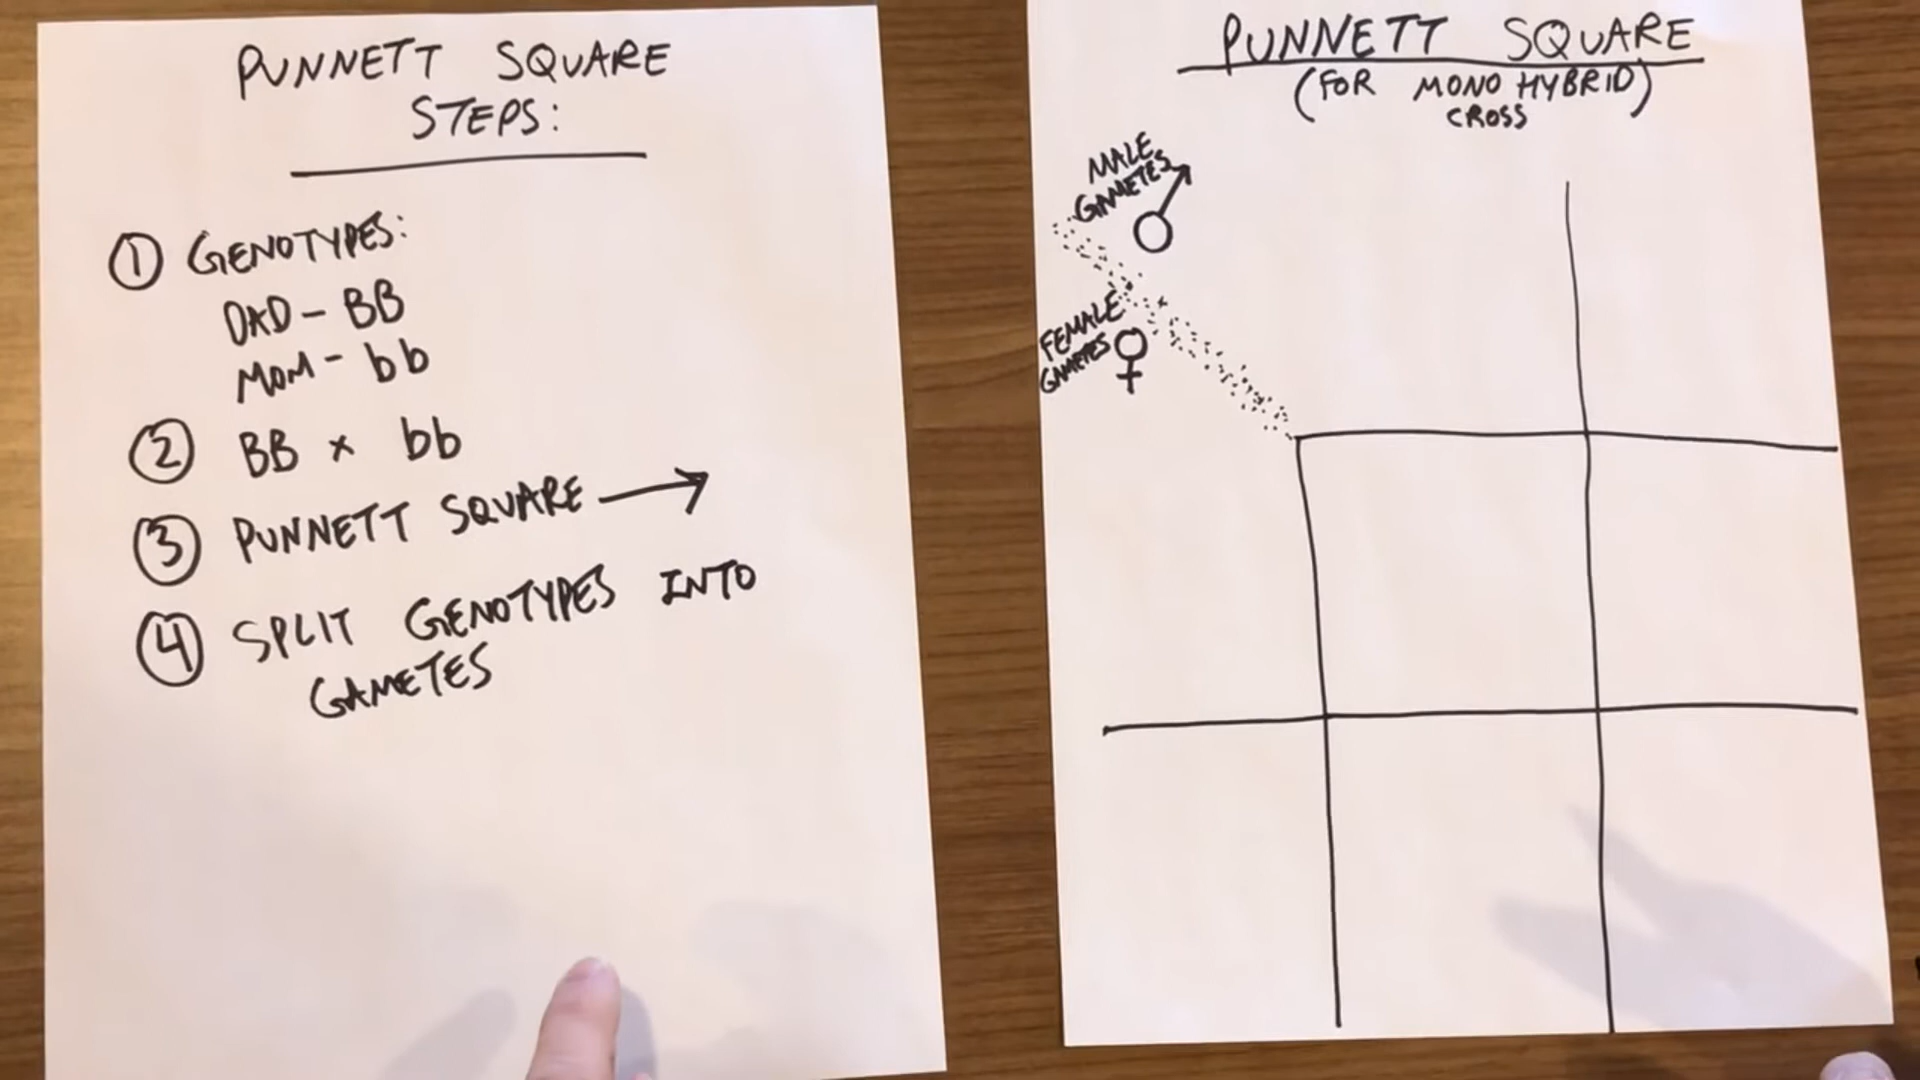 PUNNETT SQUARE
STEPS:
① GENOTYPES:
DAD - BB
MOM - bb
② BB x bb
③ PUNNETT SQUARE →
④ SPLIT GENOTYPES INTO
GAMETES
PUNNETT SQUARE
(FOR MONO HYBRID)
CROSS
MALE
GAMETES
♂
FEMALE
GAMETES
♀